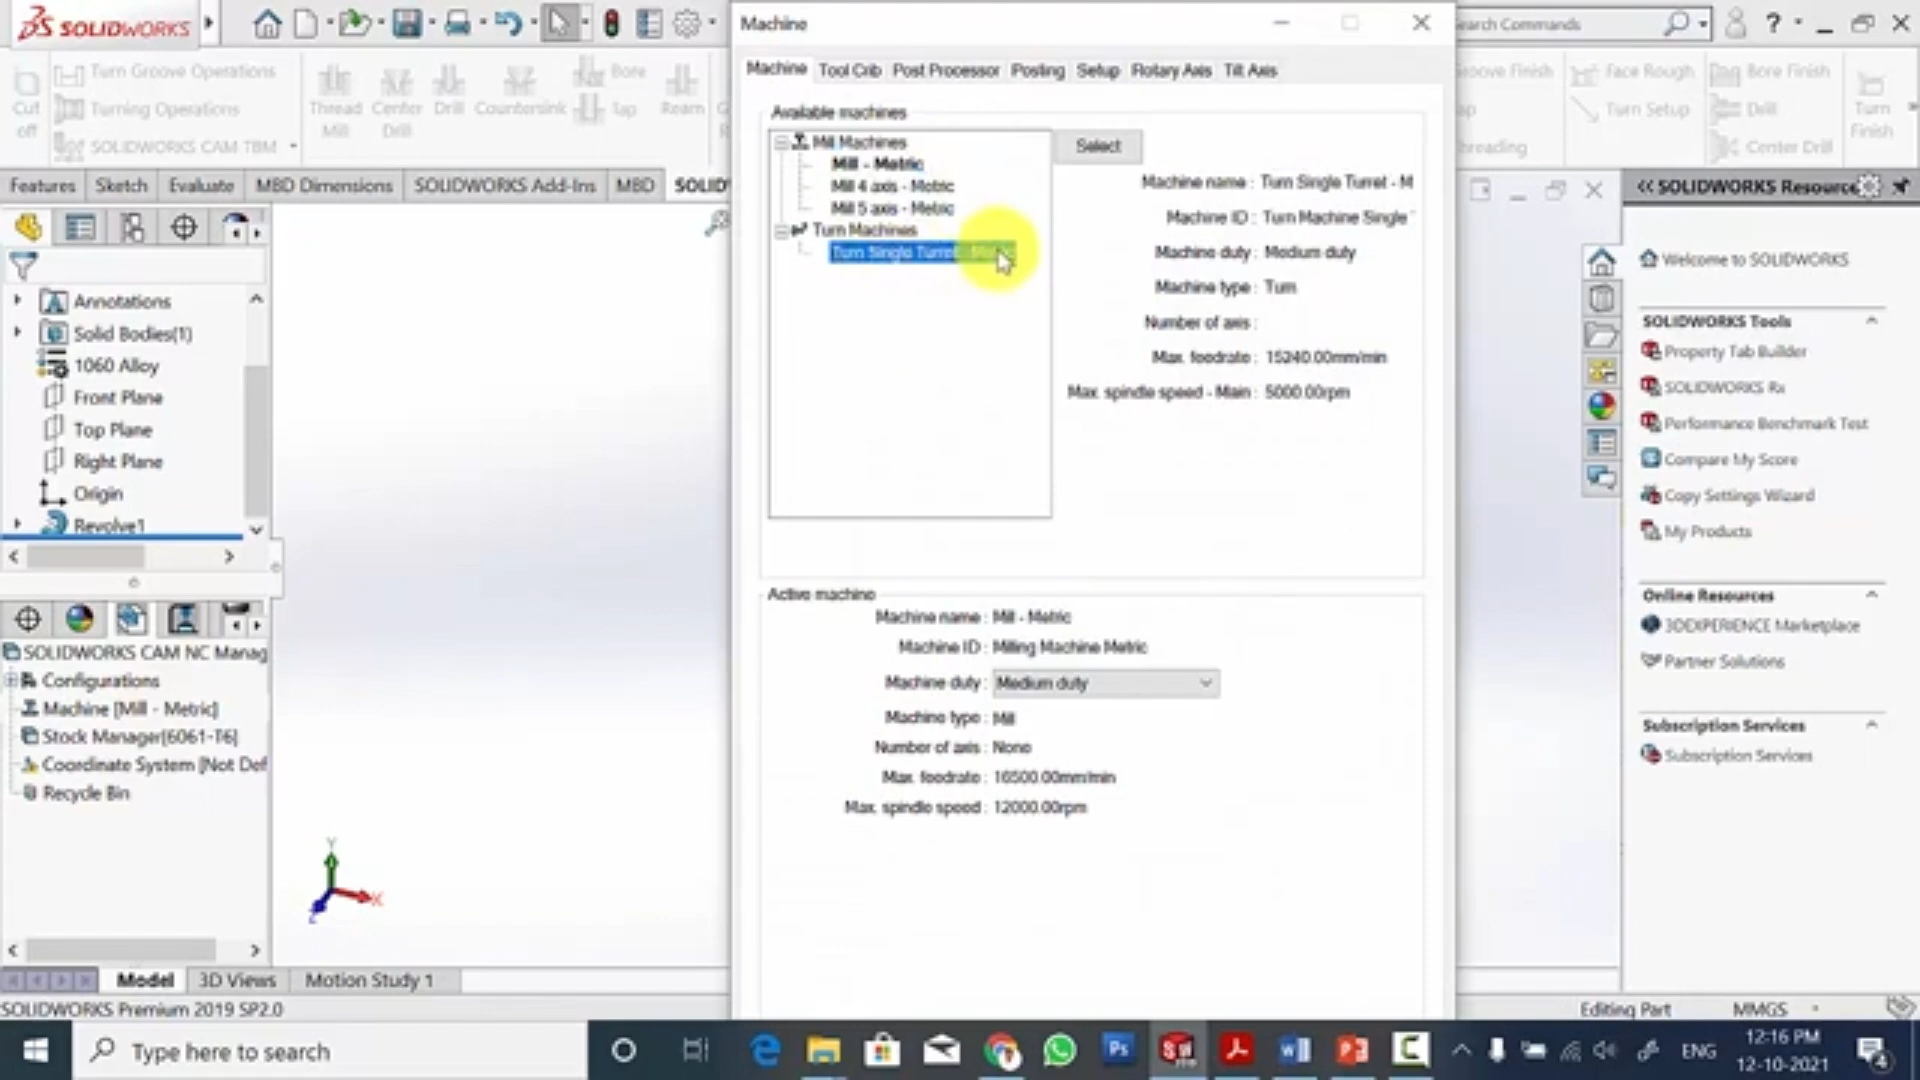 SOLIDWORKS
Search Commands
Cut off
Turn Groove Operations
Turning Operations
SOLIDWORKS CAM TBM
Thread Mill
Center Drill
Drill
Countersink
Bore
Tap
Ream
Groove Finish
Face Rough
Turn Setup
Bore Finish
Drill
Center Drill
Turn Finish
Features
Sketch
Evaluate
MBD Dimensions
SOLIDWORKS Add-Ins
MBD
SOLID
Annotations
Solid Bodies(1)
1060 Alloy
Front Plane
Top Plane
Right Plane
Origin
Revolve1
SOLIDWORKS CAM NC Manag
Configurations
Machine [Mill - Metric]
Stock Manager[6061-T6]
Coordinate System [Not Def
Recycle Bin
Y
X
Z
Model
3D Views
Motion Study 1
SOLIDWORKS Premium 2019 SP2.0
Machine
Machine
Tool Crib
Post Processor
Posting
Setup
Rotary Axis
Tilt Axis
Available machines
Mill Machines
Mill - Metric
Mill 4 axis - Metric
Mill 5 axis - Metric
Turn Machines
Turn Single Turret -
Select
Machine name : Turn Single Turret - M
Machine ID : Turn Machine Single
Machine duty : Medium duty
Machine type : Turn
Number of axis :
Max. feedrate : 15240.00mm/min
Max. spindle speed - Main : 5000.00rpm
Active machine
Machine name : Mill - Metric
Machine ID : Milling Machine Metric
Machine duty : Medium duty
Machine type : Mill
Number of axis : None
Max. feedrate : 16500.00mm/min
Max. spindle speed : 12000.00rpm
SOLIDWORKS Resource
Welcome to SOLIDWORKS
SOLIDWORKS Tools
Property Tab Builder
SOLIDWORKS Rx
Performance Benchmark Test
Compare My Score
Copy Settings Wizard
My Products
Online Resources
3DEXPERIENCE Marketplace
Partner Solutions
Subscription Services
Subscription Services
Editing Part
MMGS
Type here to search
ENG
12:16 PM
12-10-2021
4